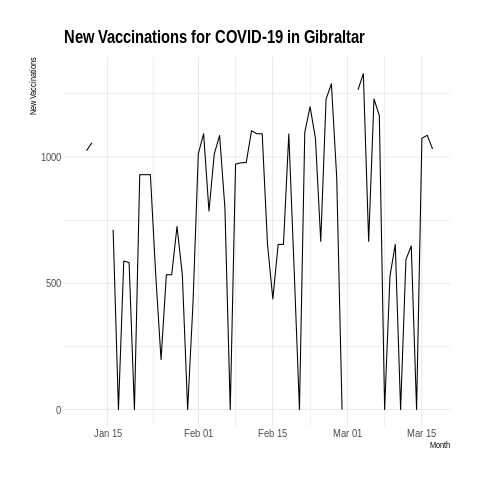 New Vaccinations for COVID-19 in Gibraltar
New Vaccinations
1000
500
0
Jan 15 Feb 01 Feb 15 Mar 01 Mar 15
Month